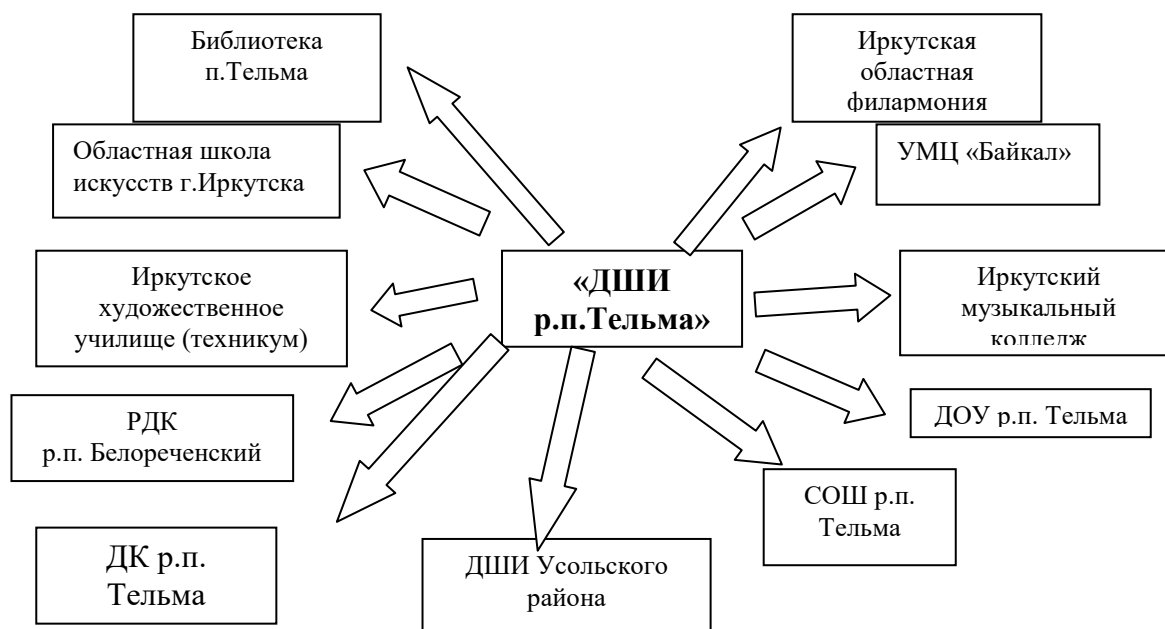 Библиотека
п.Тельма
Иркутская
областная
филармония
Областная школа
искусств г.Иркутска
УМЦ «Байкал»
Иркутское
художественное
училище (техникум)
«ДШИ
р.п.Тельма»
Иркутский
музыкальный
колледж
РДК
р.п. Белореченский
ДОУ р.п. Тельма
ДК р.п.
Тельма
ДШИ Усольского
района
СОШ р.п.
Тельма